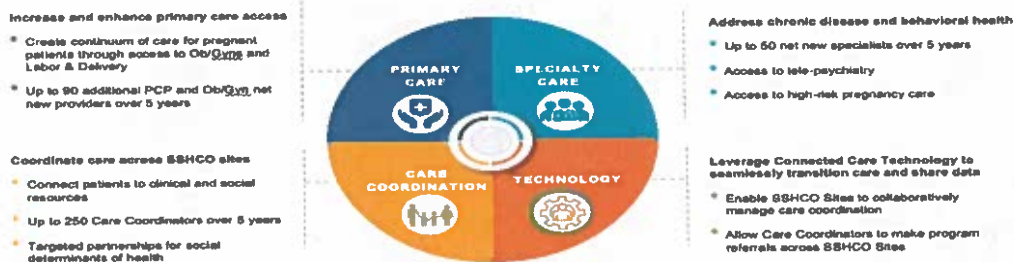 Increase and enhance primary care access
Create continuum of care for pregnant
patients through access to Ob/Gyns and
Labor & Delivery
Up to 90 additional PCP and Ob/Gyn net
new providers over 5 years
PRIMARY
CARE
SPECIALTY
CARE
Address chronic disease and behavioral health
Up to 50 net new specialists over 5 years
Access to tele-psychiatry
Access to high-risk pregnancy care
Coordinate care across SSHCO sites
Connect patients to clinical and social
resources
Up to 250 Care Coordinators over 5 years
Targeted partnerships for social
determinants of health
CARE
COORDINATION
TECHNOLOGY
Leverage Connected Care Technology to
seamlessly transition care and share data
Enable SSHCO Sites to collaboratively
manage care coordination
Allow Care Coordinators to make program
referrals across SSHCO Sites